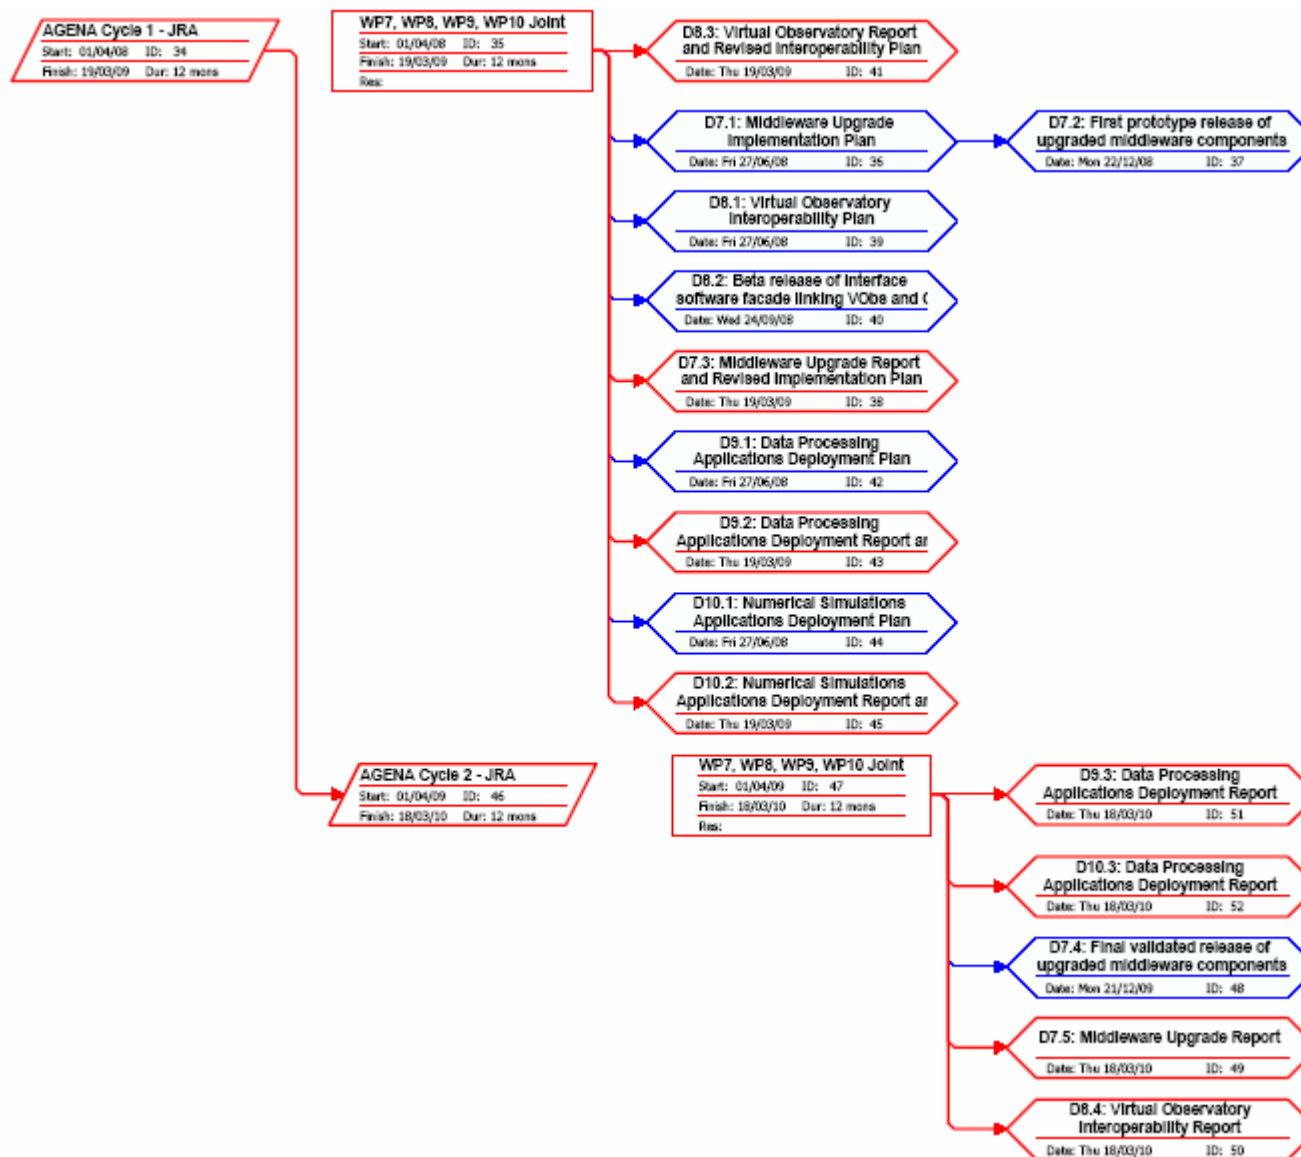 AGENA Cycle 1 - JRA
Start: 01/04/08 ID: 34
Finish: 19/03/09 Dur: 12 mons
WP7, WP8, WP9, WP10 Joint
Start: 01/04/08 ID: 35
Finish: 19/03/09 Dur: 12 mons
Res:
D8.3: Virtual Observatory Report
and Revised Interoperability Plan
Date: Thu 19/03/09 ID: 41
D7.1: Middleware Upgrade
Implementation Plan
Date: Fri 27/06/08 ID: 36
D7.2: First prototype release of
upgraded middleware components
Date: Mon 22/12/08 ID: 37
D8.1: Virtual Observatory
Interoperability Plan
Date: Fri 27/06/08 ID: 39
D8.2: Beta release of interface
software facade linking VObs and
Date: Wed 24/09/08 ID: 40
D7.3: Middleware Upgrade Report
and Revised Implementation Plan
Date: Thu 19/03/09 ID: 38
D9.1: Data Processing
Applications Deployment Plan
Date: Fri 27/06/08 ID: 42
D9.2: Data Processing
Applications Deployment Report
Date: Thu 19/03/09 ID: 43
D10.1: Numerical Simulations
Applications Deployment Plan
Date: Fri 27/06/08 ID: 44
D10.2: Numerical Simulations
Applications Deployment Report
Date: Thu 19/03/09 ID: 45
AGENA Cycle 2 - JRA
Start: 01/04/09 ID: 46
Finish: 18/03/10 Dur: 12 mons
WP7, WP8, WP9, WP10 Joint
Start: 01/04/09 ID: 47
Finish: 18/03/10 Dur: 12 mons
Res:
D9.3: Data Processing
Applications Deployment Report
Date: Thu 18/03/10 ID: 51
D10.3: Data Processing
Applications Deployment Report
Date: Thu 18/03/10 ID: 52
D7.4: Final validated release of
upgraded middleware components
Date: Mon 21/12/09 ID: 48
D7.5: Middleware Upgrade Report
Date: Thu 18/03/10 ID: 49
D8.4: Virtual Observatory
Interoperability Report
Date: Thu 18/03/10 ID: 50